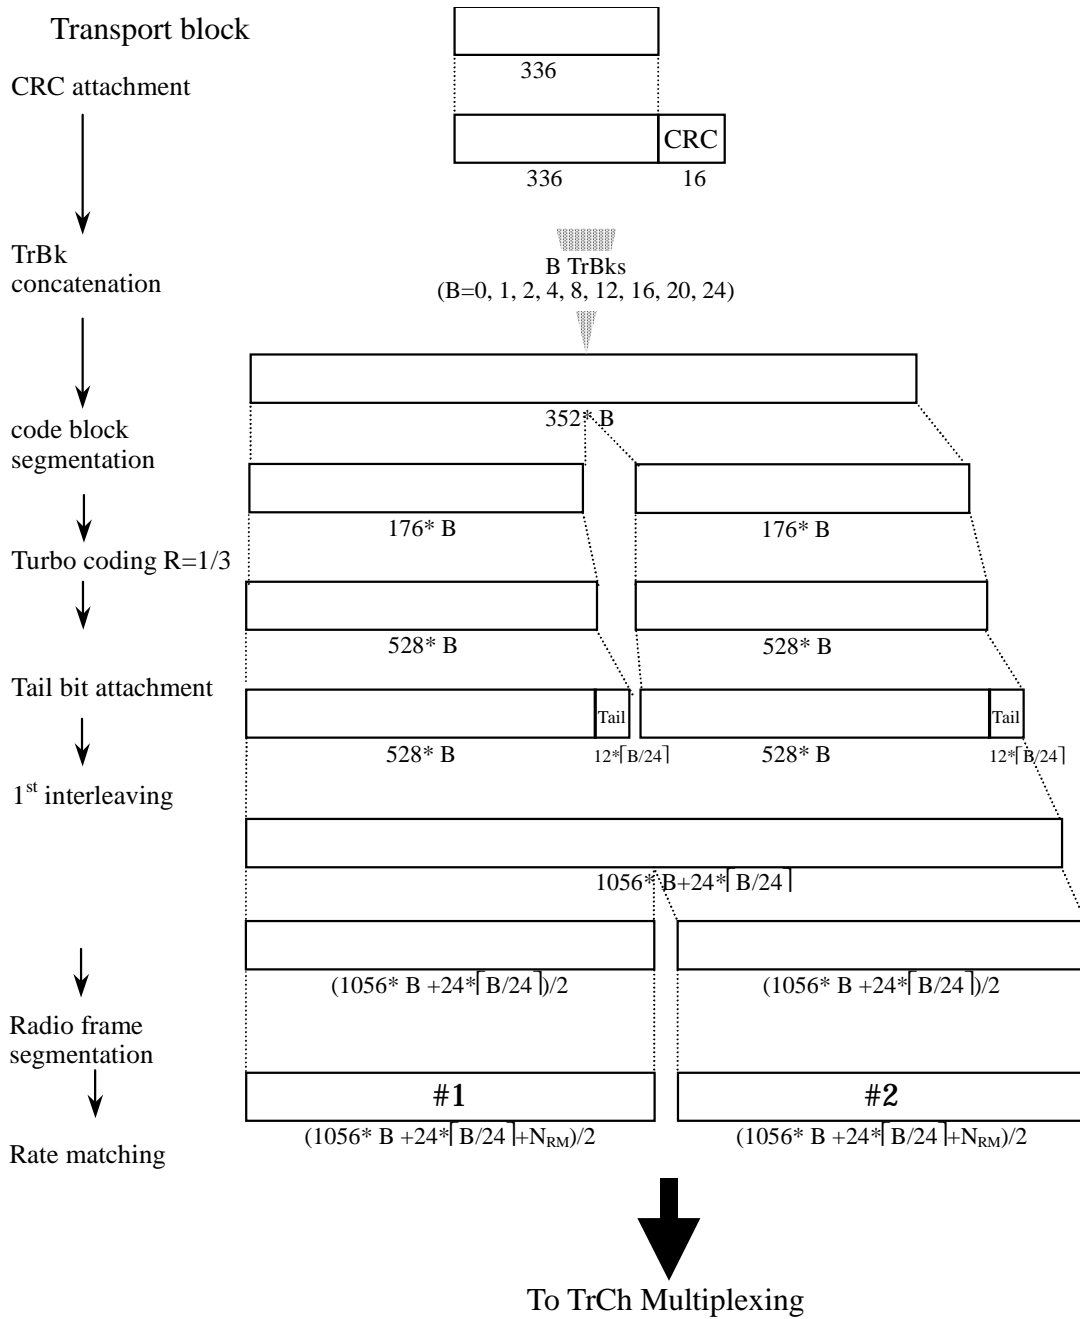 Transport block
336
CRC attachment
CRC
336 16
TrBk
concatenation
B TrBks
(B=0, 1, 2, 4, 8, 12, 16, 20, 24)
352* B
code block
segmentation
176* B 176* B
Turbo coding R=1/3
528* B 528* B
Tail bit attachment
Tail Tail
528* B 12*⌈B/24⌉ 528* B 12*⌈B/24⌉
1st interleaving
1056* B+24*⌈B/24⌉
(1056* B +24*⌈B/24⌉)/2 (1056* B +24*⌈B/24⌉)/2
Radio frame
segmentation
#1 #2
(1056* B +24*⌈B/24⌉+NRM)/2 (1056* B +24*⌈B/24⌉+NRM)/2
Rate matching
To TrCh Multiplexing